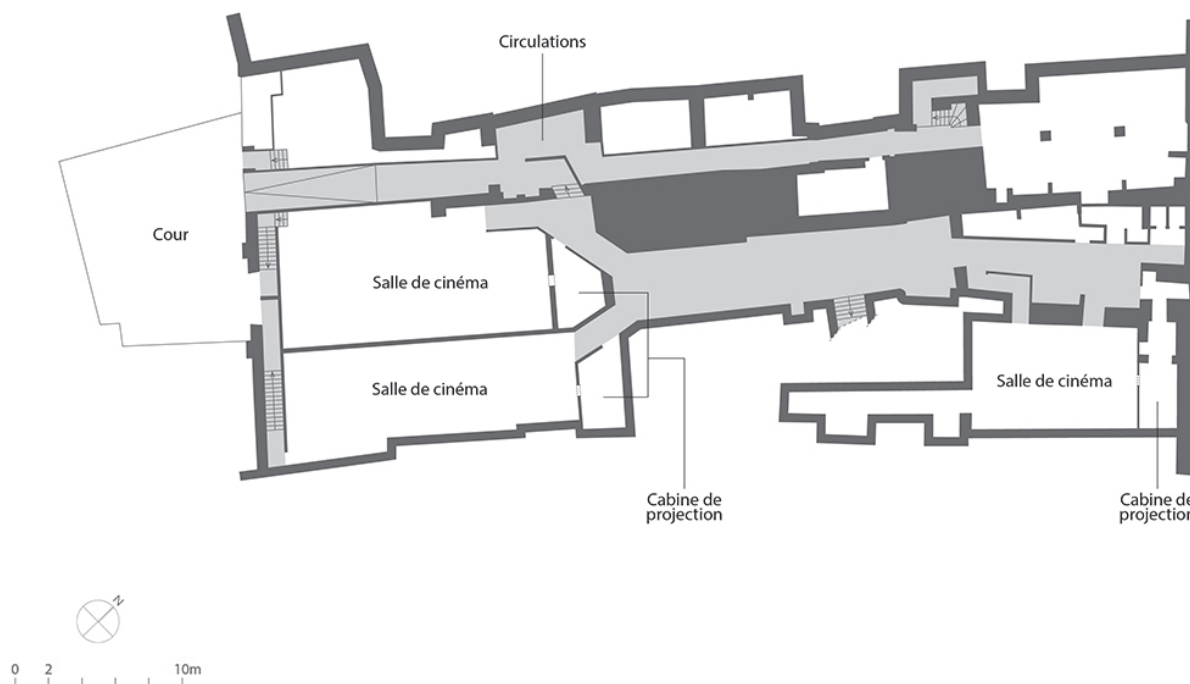 Circulations
Cour
Salle de cinéma
Salle de cinéma
Salle de cinéma
Cabine de
projection
Cabine de
projection
N
0 2 10m